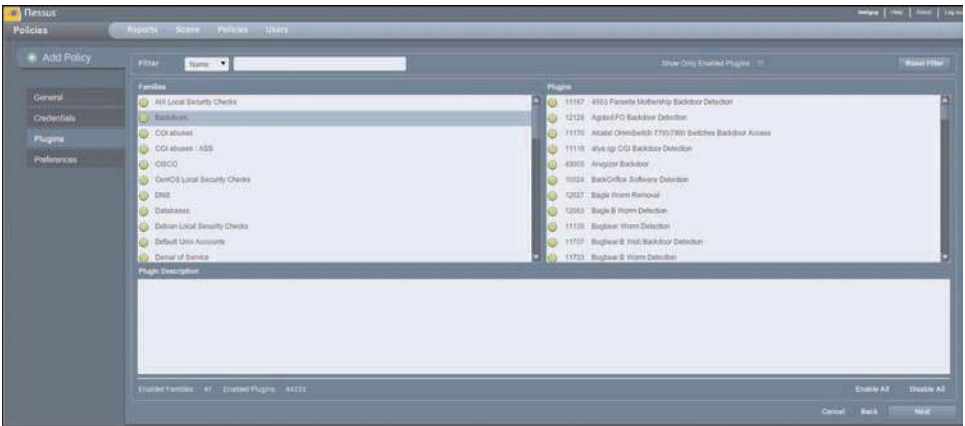 Nessus
Help | About | Log out
Policies
Reports Scans Policies Users
Add Policy
Filter Name
Show Only Enabled Plugins
Reset Filter
General
Credentials
Plugins
Preferences
Families
AIX Local Security Checks
Backdoors
CGI abuses
CGI abuses : XSS
CISCO
CentOS Local Security Checks
DNS
Databases
Debian Local Security Checks
Default Unix Accounts
Denial of Service
Plugins
11187 4553 Parasite Mothership Backdoor Detection
12128 Agobot.FO Backdoor Detection
11170 Alcatel OmniSwitch 7700/7800 Switches Backdoor Access
11118 alya.cgi CGI Backdoor Detection
45005 Arugizer Backdoor
10024 BackOrifice Software Detection
12027 Bagle Worm Removal
12063 Bagle.B Worm Detection
11135 Bugbear Worm Detection
11707 Bugbear.B Web Backdoor Detection
11733 Bugbear.B Worm Detection
Plugin Description
Enabled Families 41 Enabled Plugins 44231
Enable All Disable All
Cancel Back Next